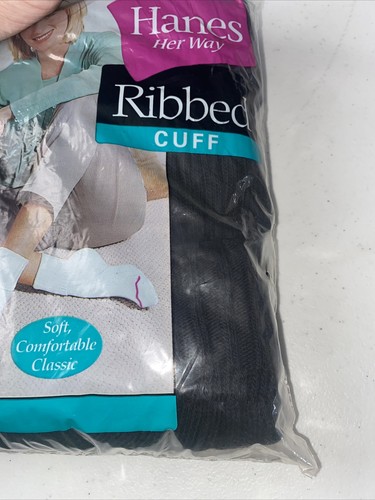 Hanes
Her Way
Ribbed
CUFF
Soft,
Comfortable
Classic